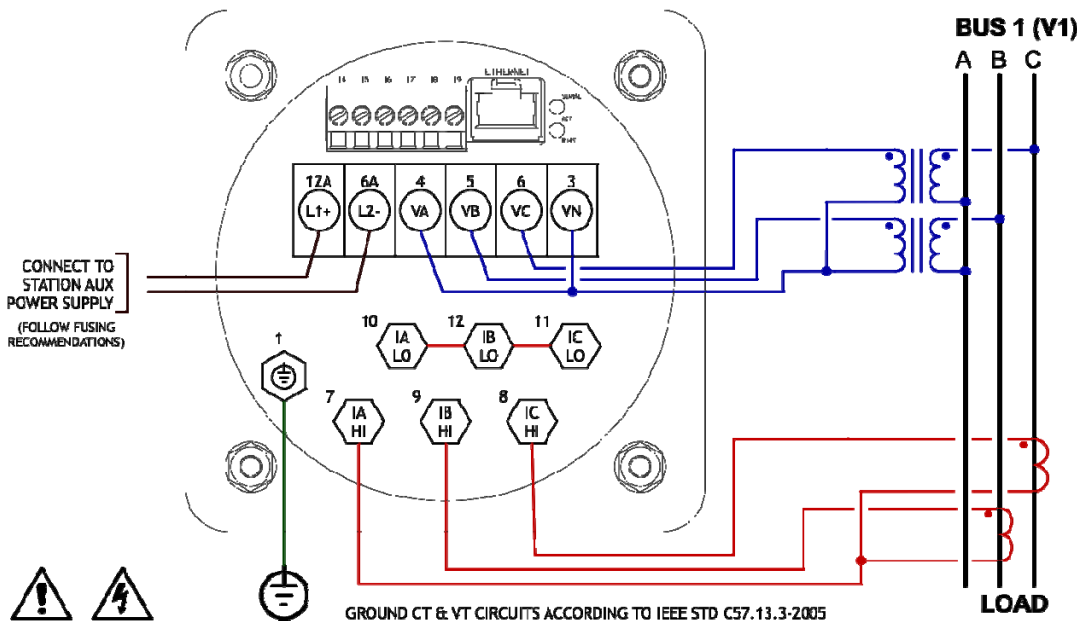 BUS 1 (V1)
A B C
14 15 16 17 18 19 ETHERNET
12A 6A 4 5 6 3
L1+ L2- VA VB VC VN
CONNECT TO
STATION AUX
POWER SUPPLY
(FOLLOW FUSING
RECOMMENDATIONS)
10 12 11
IA
LO
IB
LO
IC
LO
1
7 9 8
IA
HI
IB
HI
IC
HI
LOAD
GROUND CT & VT CIRCUITS ACCORDING TO IEEE STD C57.13.3-2005